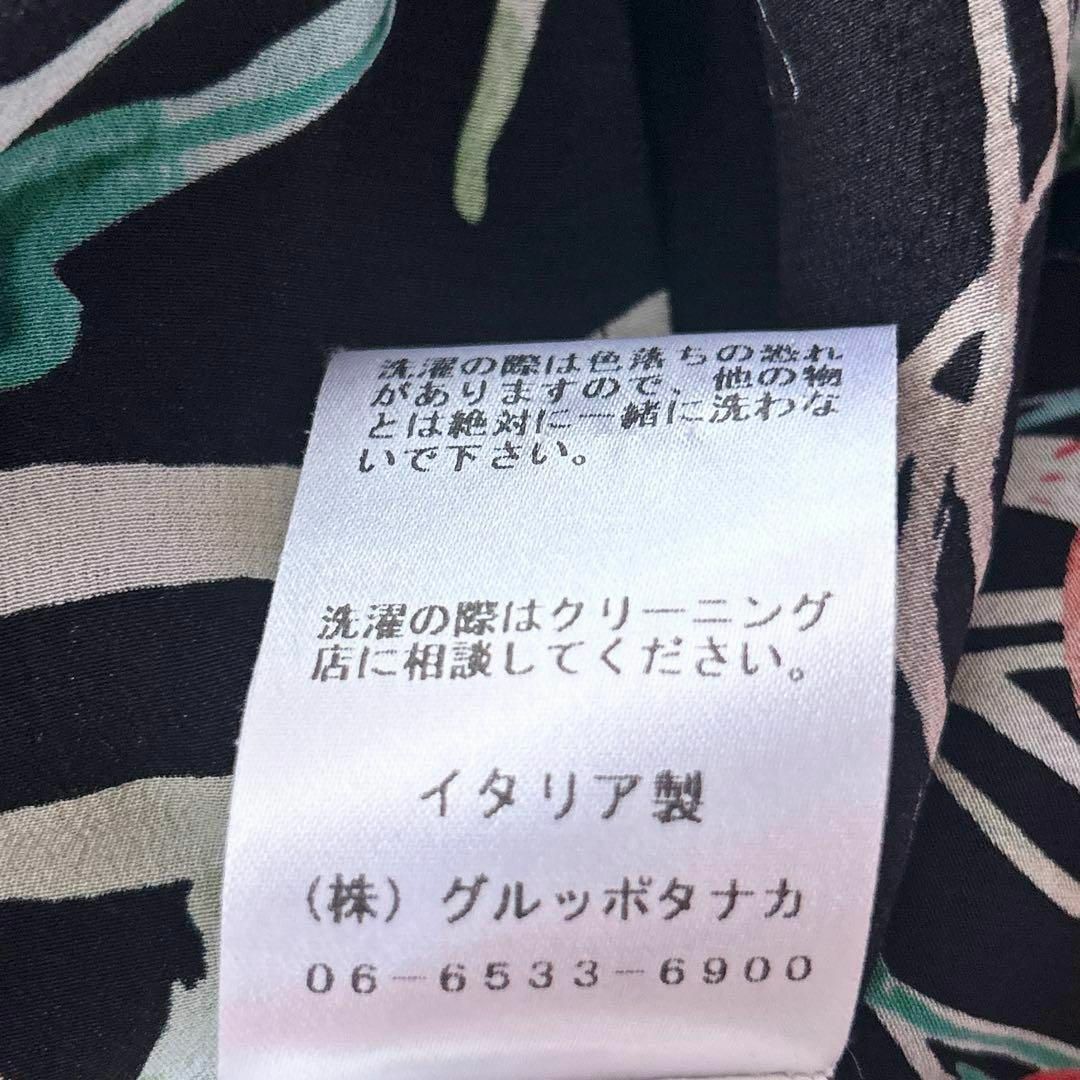 洗濯の際は色落ちの恐れ
がありますので、他の物
とは絶対に一緒に洗わな
いで下さい。
洗濯の際はクリーニング
店に相談してください。
イタリア製
（株）グルッポタナカ
06-6533-6900